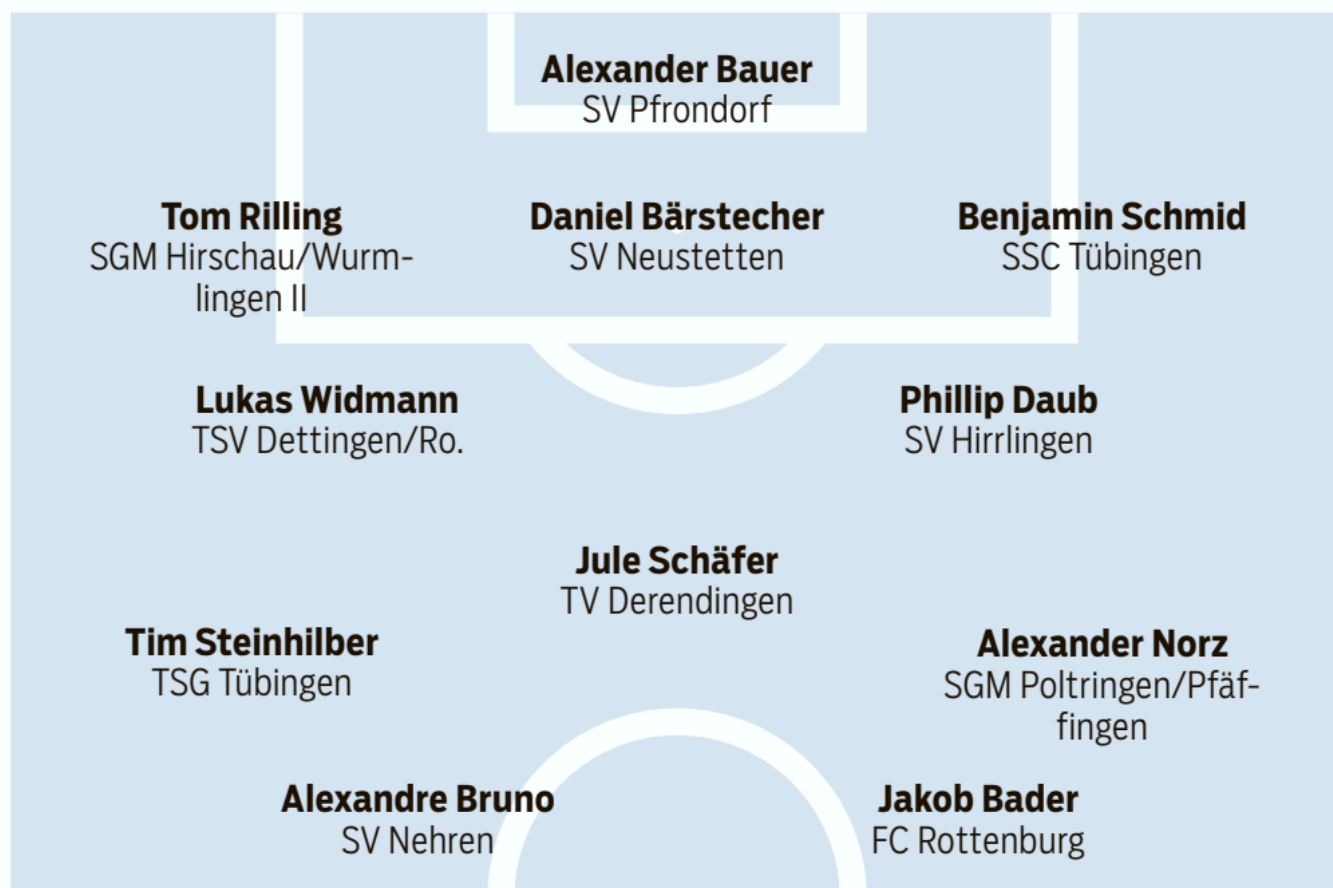 Alexander Bauer
SV Pfrondorf
Tom Rilling
SGM Hirschau/Wurm-
lingen II
Daniel Bärstecher
SV Neustetten
Benjamin Schmid
SSC Tübingen
Lukas Widmann
TSV Dettingen/Ro.
Phillip Daub
SV Hirrlingen
Jule Schäfer
TV Derendingen
Tim Steinhilber
TSG Tübingen
Alexander Norz
SGM Poltringen/Pfäf-
fingen
Alexandre Bruno
SV Nehren
Jakob Bader
FC Rottenburg